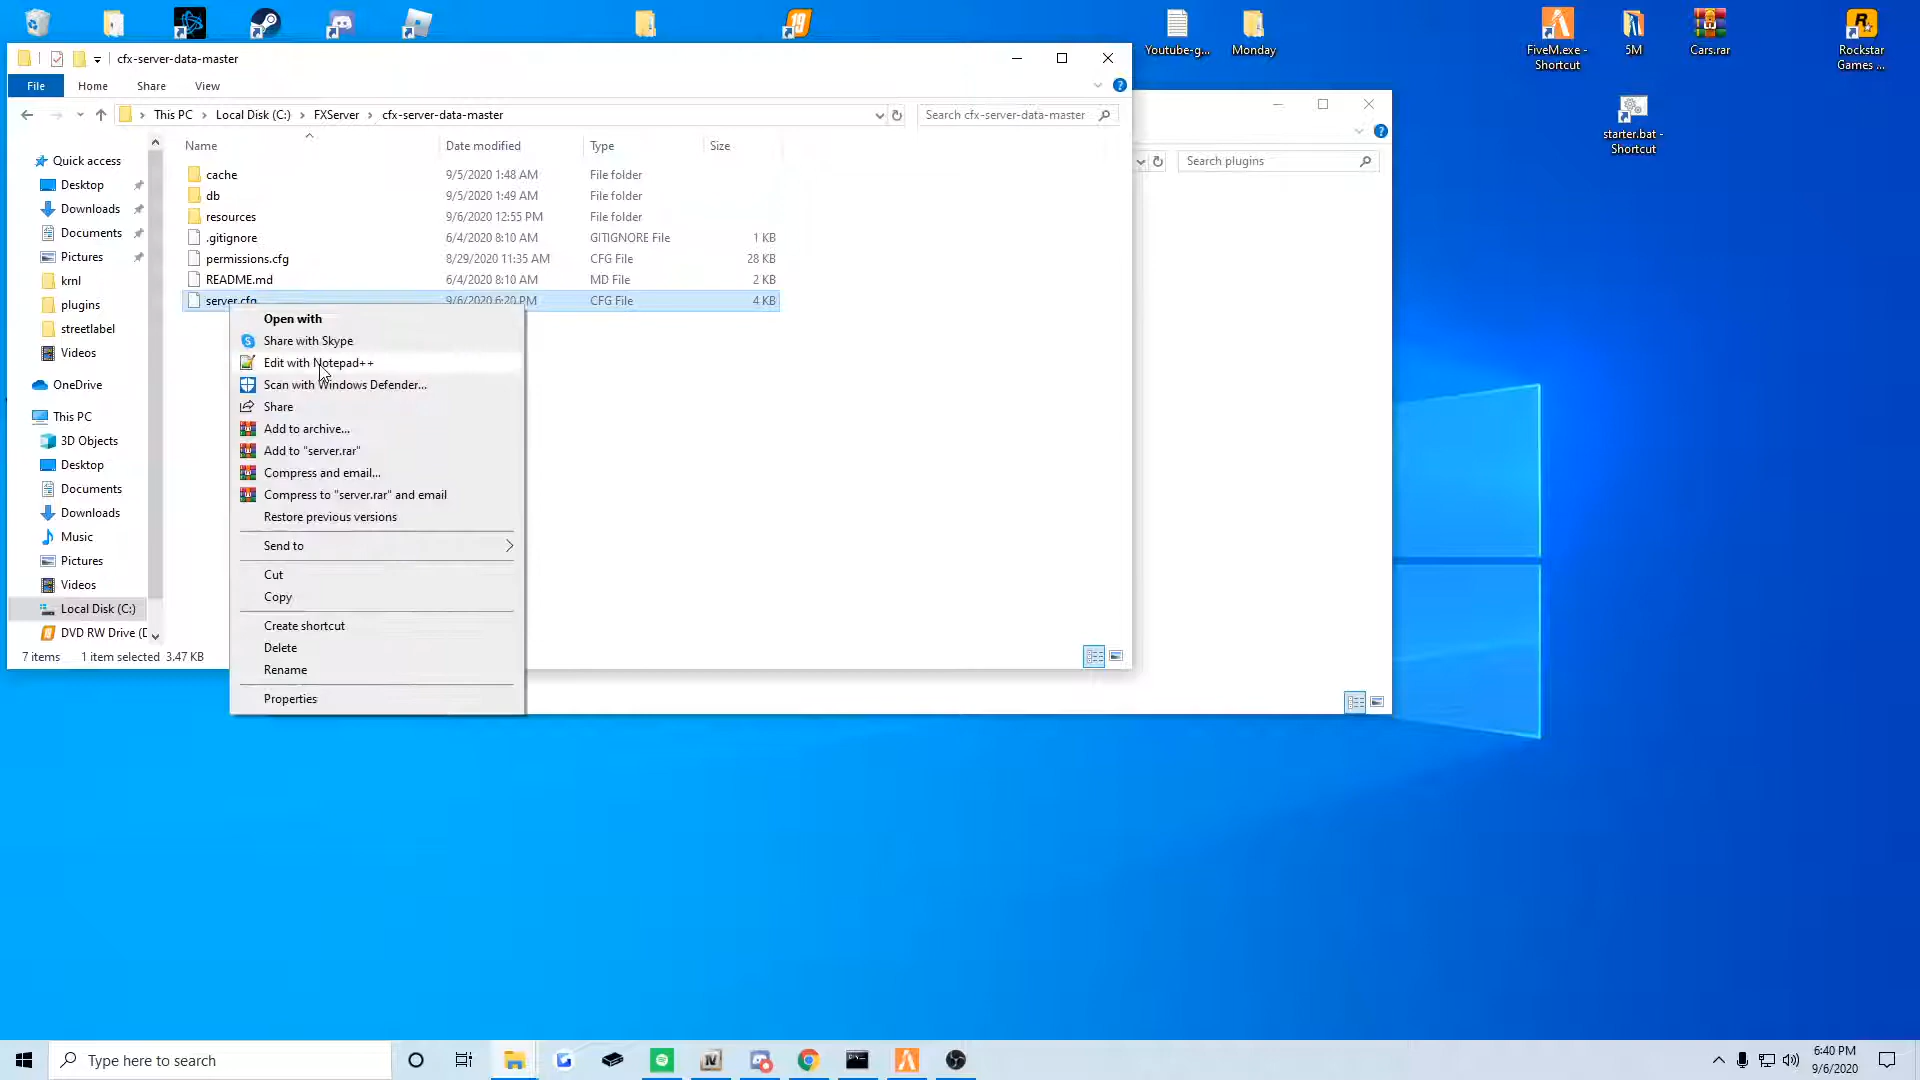 Youtube-g...
Monday
FiveM.exe -
Shortcut
5M
Cars.rar
Rockstar
Games ...
starter.bat -
Shortcut
cfx-server-data-master
File
Home
Share
View
This PC
Local Disk (C:)
FXServer
cfx-server-data-master
Search cfx-server-data-master
Search plugins
Name
Date modified
Type
Size
cache
9/5/2020 1:48 AM
File folder
db
9/5/2020 1:49 AM
File folder
resources
9/6/2020 12:55 PM
File folder
.gitignore
6/4/2020 8:10 AM
GITIGNORE File
1 KB
permissions.cfg
8/29/2020 11:35 AM
CFG File
28 KB
README.md
6/4/2020 8:10 AM
MD File
2 KB
server.cfg
9/6/2020 6:20 PM
CFG File
4 KB
Quick access
Desktop
Downloads
Documents
Pictures
krnl
plugins
streetlabel
Videos
OneDrive
This PC
3D Objects
Desktop
Documents
Downloads
Music
Pictures
Videos
Local Disk (C:)
DVD RW Drive (D
7 items
1 item selected
3.47 KB
Open with
Share with Skype
Edit with Notepad++
Scan with Windows Defender...
Share
Add to archive...
Add to "server.rar"
Compress and email...
Compress to "server.rar" and email
Restore previous versions
Send to
Cut
Copy
Create shortcut
Delete
Rename
Properties
Type here to search
6:40 PM
9/6/2020